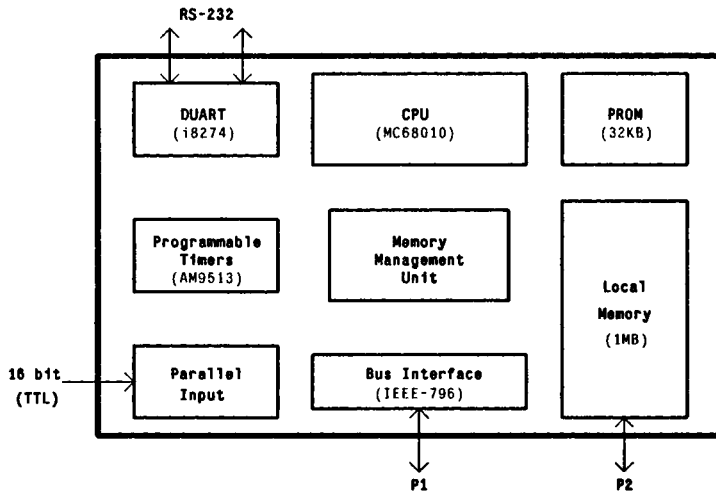 RS-232
DUART
(i8274)
CPU
(MC68010)
PROM
(32KB)
Programmable
Timers
(AM9513)
Memory
Management
Unit
Local
Memory
(1MB)
16 bit
(TTL)
Parallel
Input
Bus Interface
(IEEE-796)
P1
P2